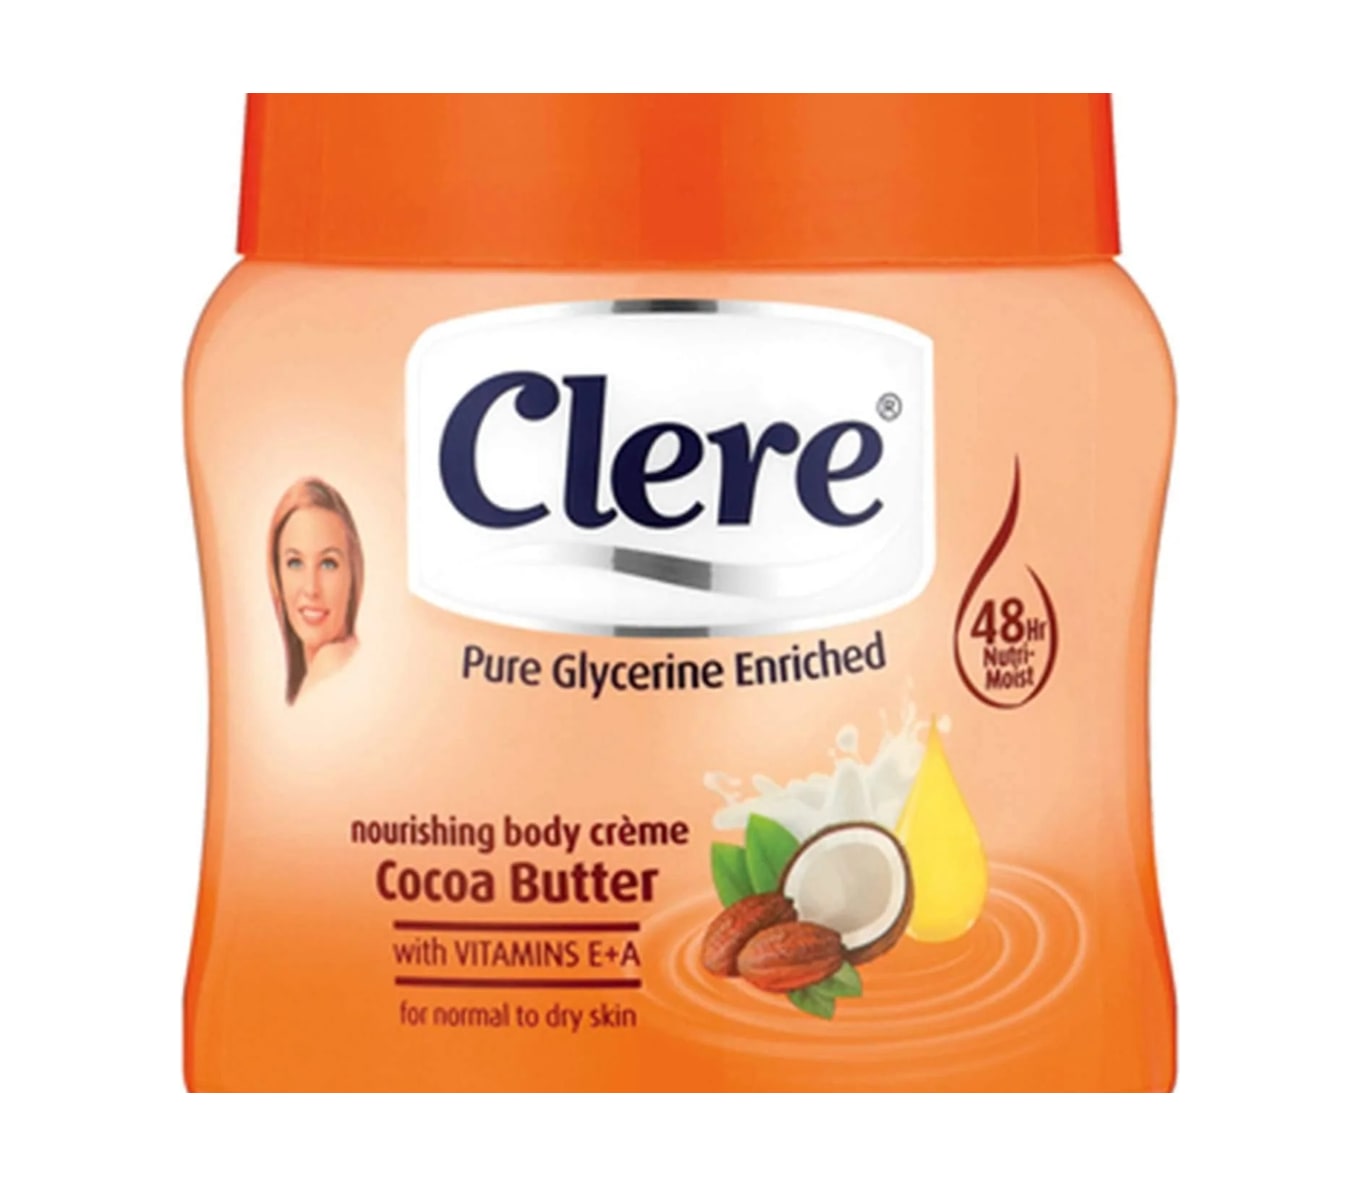 Clere®
Pure Glycerine Enriched
48Hr
Nutri-
Moist
nourishing body crème
Cocoa Butter
with VITAMINS E+A
for normal to dry skin